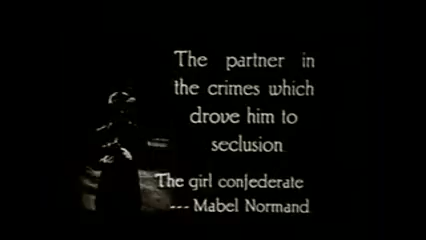 The partner in
the crimes which
drove him to
seclusion
The girl confederate
--- Mabel Normand